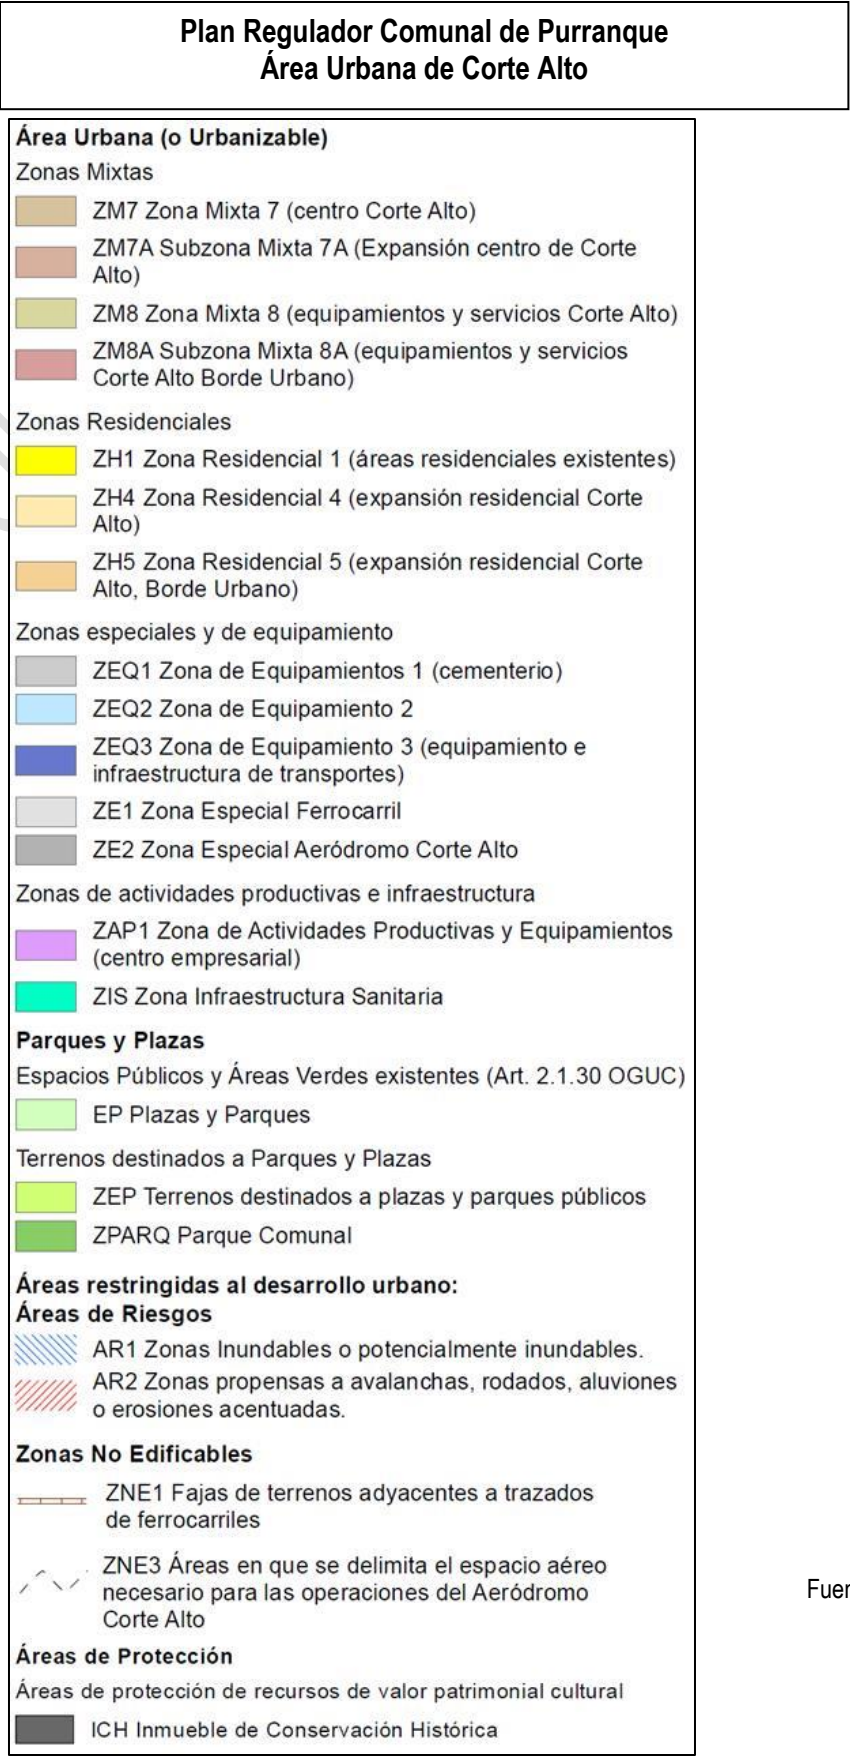 Plan Regulador Comunal de Purranque
Área Urbana de Corte Alto
Área Urbana (o Urbanizable)
Zonas Mixtas
ZM7 Zona Mixta 7 (centro Corte Alto)
ZM7A Subzona Mixta 7A (Expansión centro de Corte
Alto)
ZM8 Zona Mixta 8 (equipamientos y servicios Corte Alto)
ZM8A Subzona Mixta 8A (equipamientos y servicios
Corte Alto Borde Urbano)
Zonas Residenciales
ZH1 Zona Residencial 1 (áreas residenciales existentes)
ZH4 Zona Residencial 4 (expansión residencial Corte
Alto)
ZH5 Zona Residencial 5 (expansión residencial Corte
Alto, Borde Urbano)
Zonas especiales y de equipamiento
ZEQ1 Zona de Equipamientos 1 (cementerio)
ZEQ2 Zona de Equipamiento 2
ZEQ3 Zona de Equipamiento 3 (equipamiento e
infraestructura de transportes)
ZE1 Zona Especial Ferrocarril
ZE2 Zona Especial Aeródromo Corte Alto
Zonas de actividades productivas e infraestructura
ZAP1 Zona de Actividades Productivas y Equipamientos
(centro empresarial)
ZIS Zona Infraestructura Sanitaria
Parques y Plazas
Espacios Públicos y Áreas Verdes existentes (Art. 2.1.30 OGUC)
EP Plazas y Parques
Terrenos destinados a Parques y Plazas
ZEP Terrenos destinados a plazas y parques públicos
ZPARQ Parque Comunal
Áreas restringidas al desarrollo urbano:
Áreas de Riesgos
AR1 Zonas Inundables o potencialmente inundables.
AR2 Zonas propensas a avalanchas, rodados, aluviones
o erosiones acentuadas.
Zonas No Edificables
ZNE1 Fajas de terrenos adyacentes a trazados
de ferrocarriles
ZNE3 Áreas en que se delimita el espacio aéreo
necesario para las operaciones del Aeródromo
Corte Alto
Fuer
Áreas de Protección
Áreas de protección de recursos de valor patrimonial cultural
ICH Inmueble de Conservación Histórica